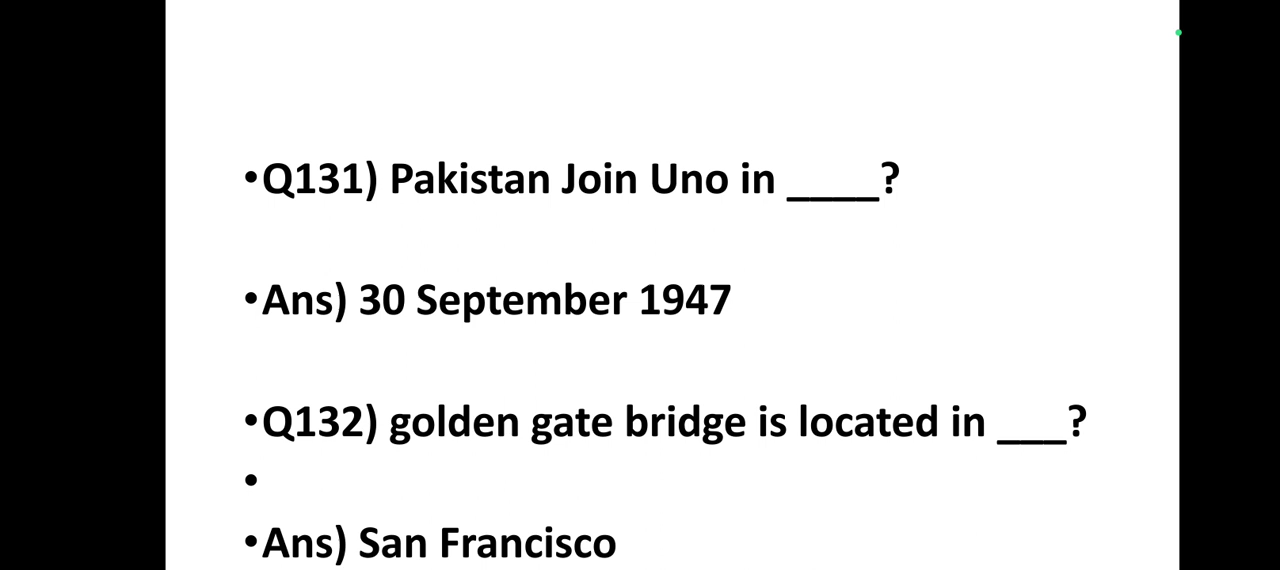 •Q131) Pakistan Join Uno in ____?
•Ans) 30 September 1947
•Q132) golden gate bridge is located in ___?
•
•Ans) San Francisco